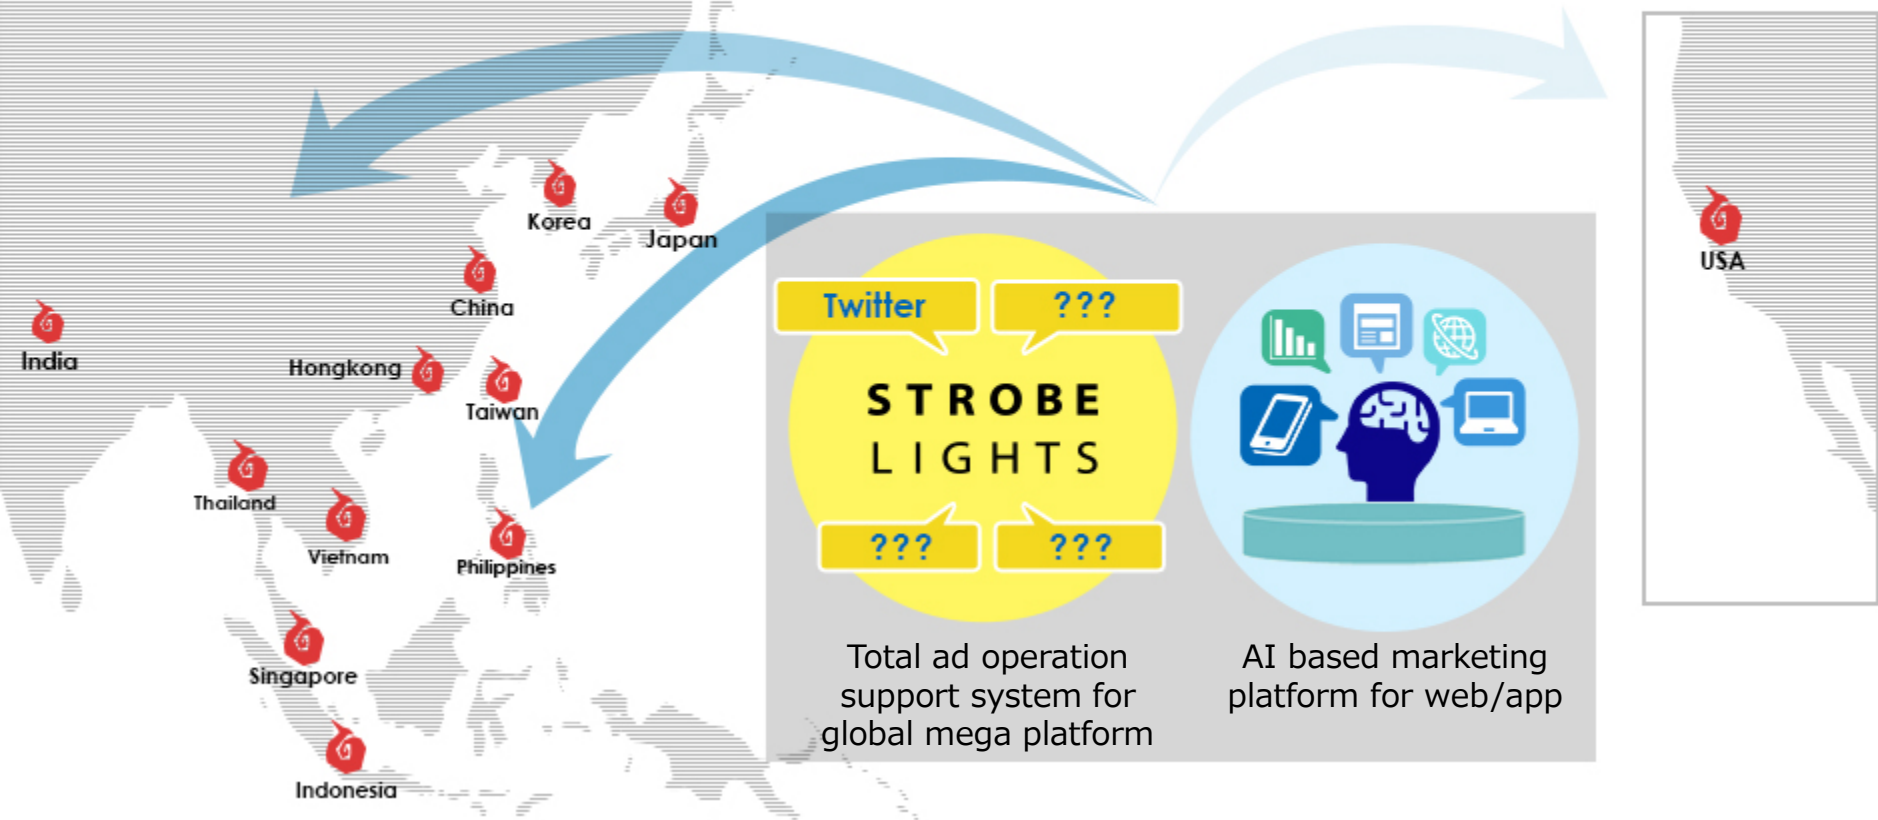 Korea
Japan
China
India
Hongkong
Taiwan
Thailand
Vietnam
Philippines
Singapore
Indonesia
Twitter
???
STROBE
LIGHTS
???
???
Total ad operation
support system for
global mega platform
AI based marketing
platform for web/app
USA